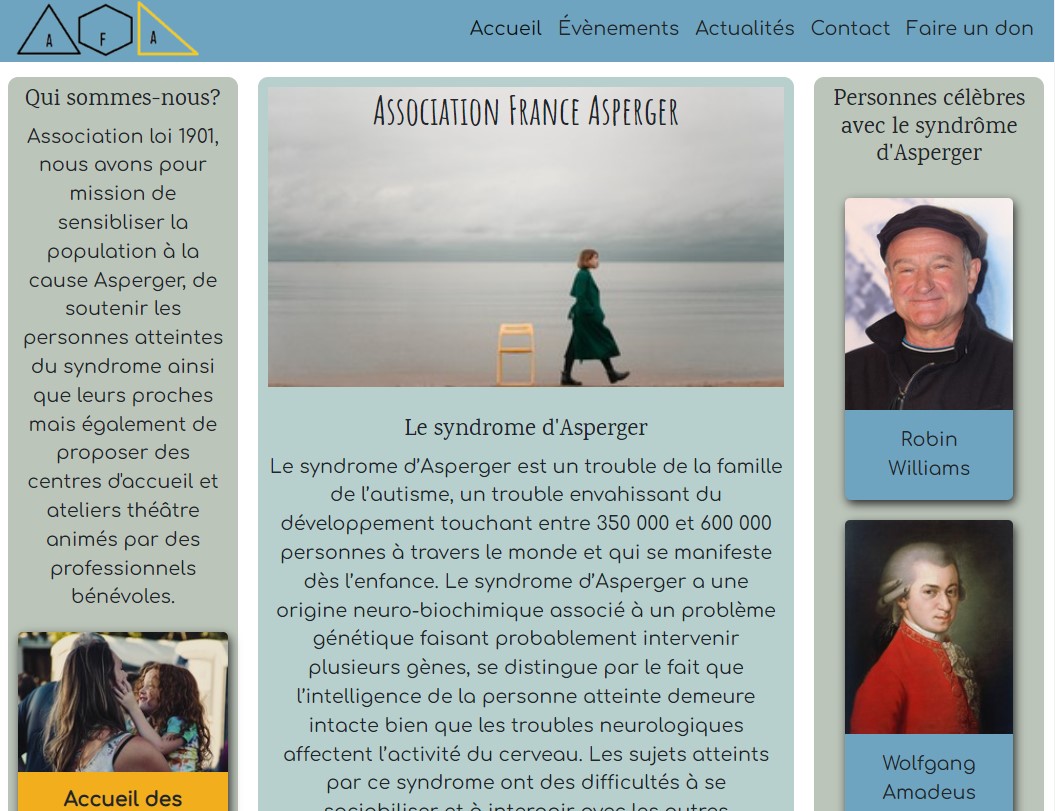 A F A
Accueil Évènements Actualités Contact Faire un don
Qui sommes-nous?
Association loi 1901,
nous avons pour
mission de
sensibliser la
population à la
cause Asperger, de
soutenir les
personnes atteintes
du syndrome ainsi
que leurs proches
mais également de
proposer des
centres d'accueil et
ateliers théâtre
animés par des
professionnels
bénévoles.
Accueil des
Association France Asperger
Le syndrome d'Asperger
Le syndrome d’Asperger est un trouble de la famille
de l’autisme, un trouble envahissant du
développement touchant entre 350 000 et 600 000
personnes à travers le monde et qui se manifeste
dès l’enfance. Le syndrome d’Asperger a une
origine neuro-biochimique associé à un problème
génétique faisant probablement intervenir
plusieurs gènes, se distingue par le fait que
l’intelligence de la personne atteinte demeure
intacte bien que les troubles neurologiques
affectent l’activité du cerveau. Les sujets atteints
par ce syndrome ont des difficultés à se
sociabiliser et à interagir avec les autres
Personnes célèbres
avec le syndrôme
d'Asperger
Robin
Williams
Wolfgang
Amadeus